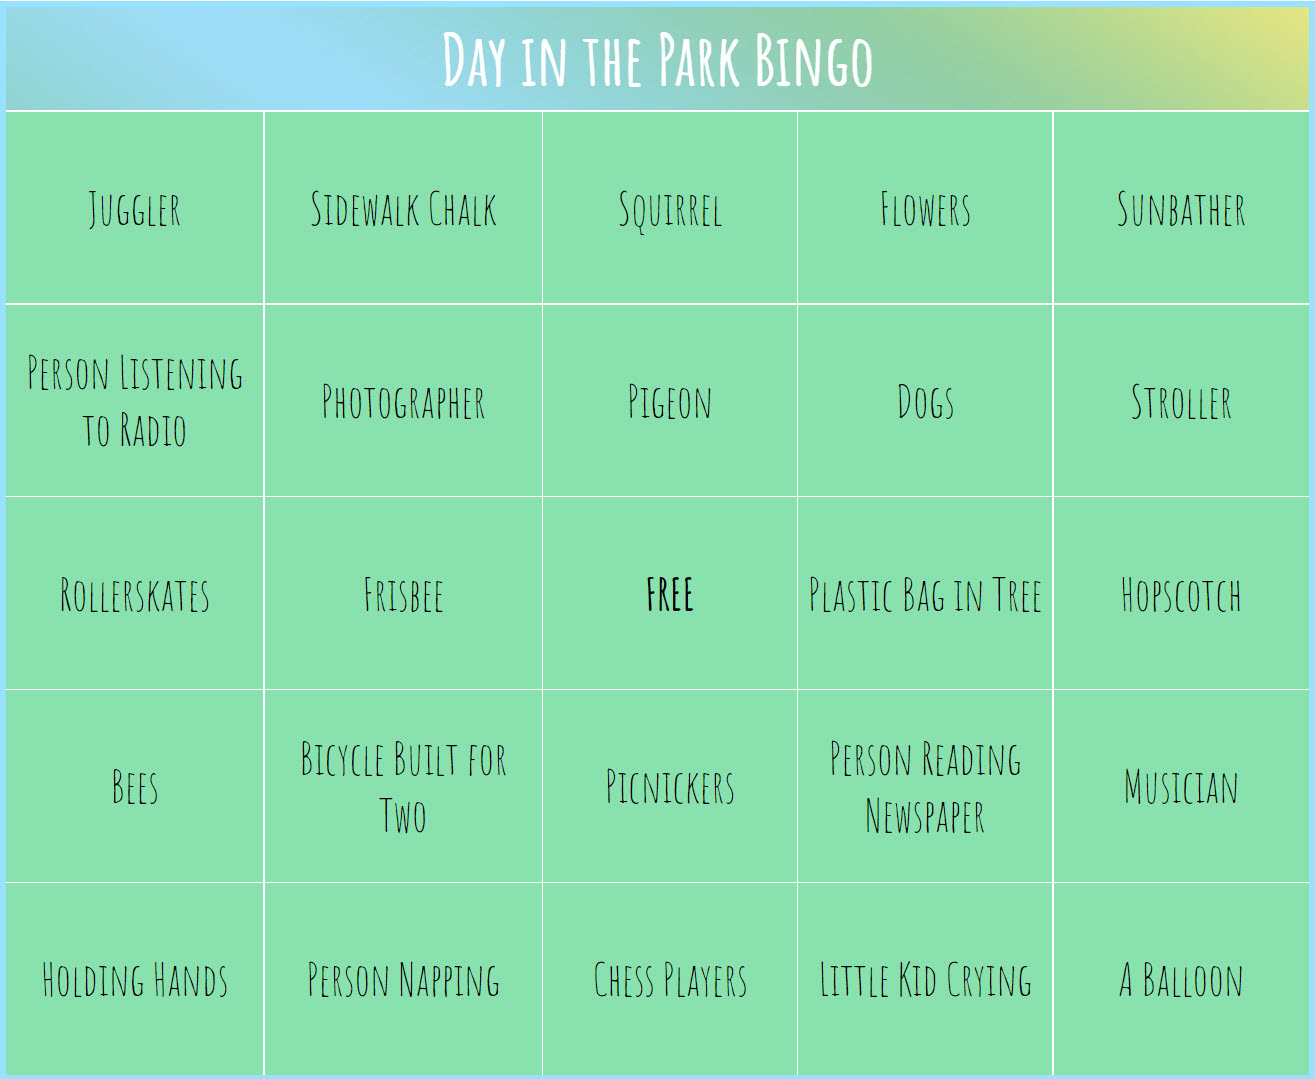 Day in the Park Bingo
Juggler
Sidewalk Chalk
Squirrel
Flowers
Sunbather
Person Listening
to Radio
Photographer
Pigeon
Dogs
Stroller
Rollerskates
Frisbee
FREE
Plastic Bag in Tree
Hopscotch
Bees
Bicycle Built for
Two
Picnickers
Person Reading
Newspaper
Musician
Holding Hands
Person Napping
Chess Players
Little Kid Crying
A Balloon